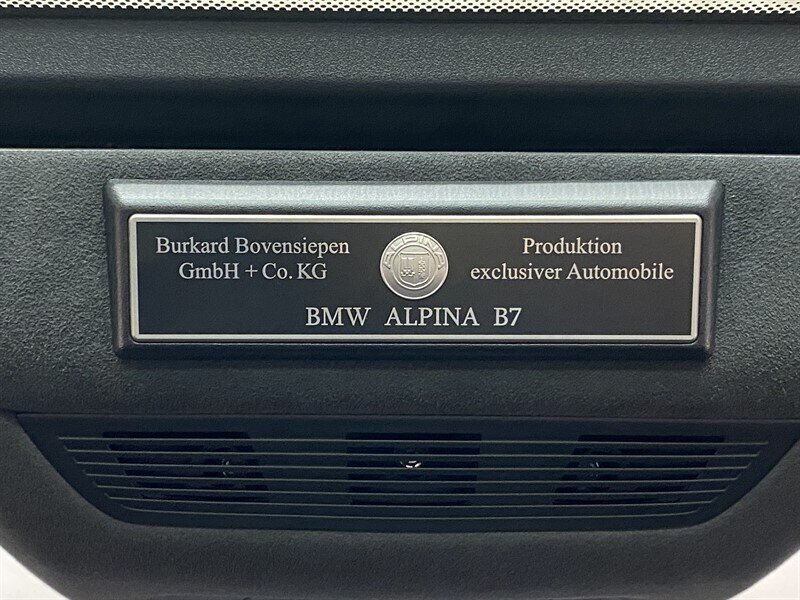 Burkard Bovensiepen
GmbH + Co. KG
ALPINA
Produktion
exclusiver Automobile
BMW ALPINA B7